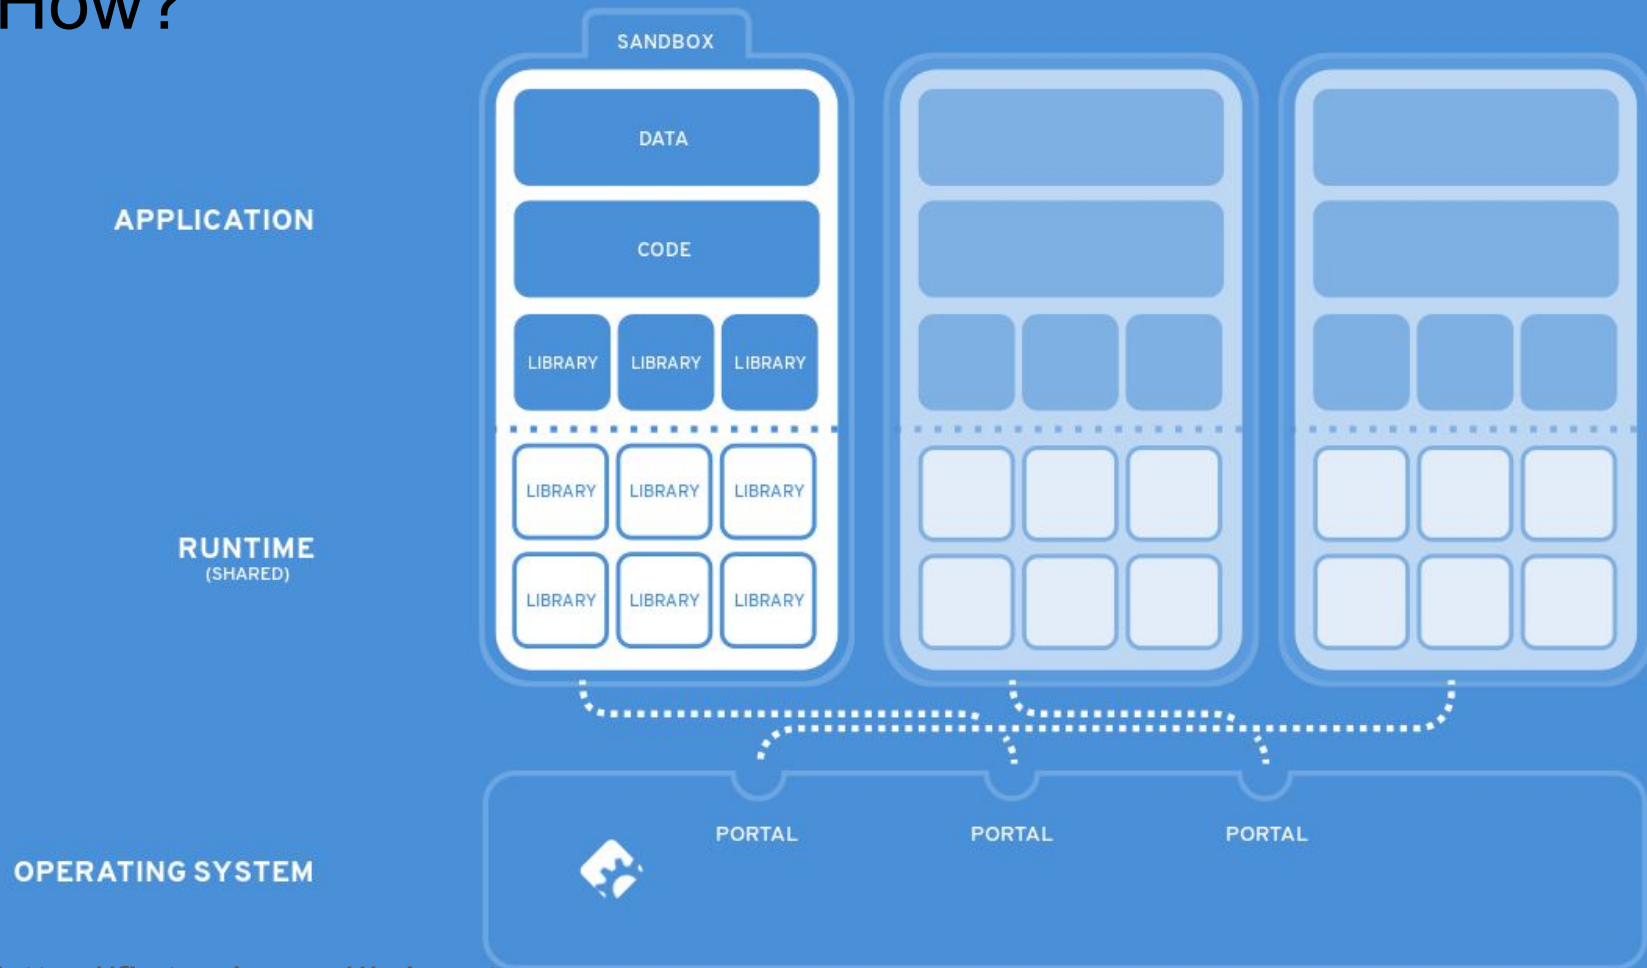 How?
SANDBOX
DATA
APPLICATION
CODE
LIBRARY LIBRARY LIBRARY
LIBRARY LIBRARY LIBRARY
RUNTIME
(SHARED)
LIBRARY LIBRARY LIBRARY
PORTAL PORTAL PORTAL
OPERATING SYSTEM